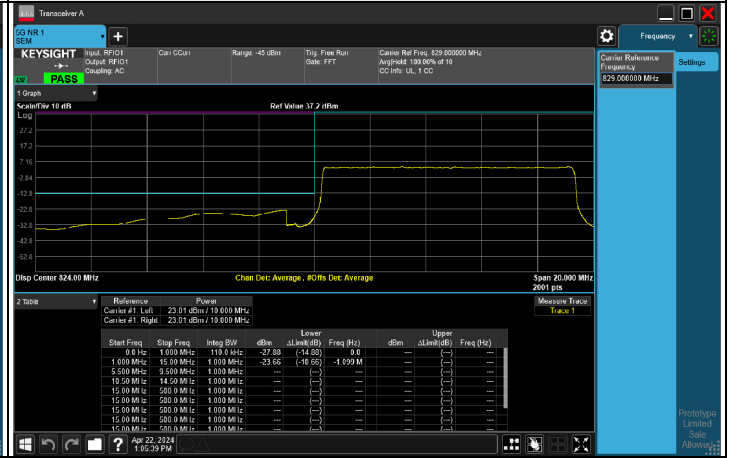 Transceiver A
5G NR 1
SEM
Frequency
KEYSIGHT
Input: RFIO1
Output: RFIO1
Coupling: AC
Corr CCorr
Range: -45 dBm
Trig: Free Run
Gate: FFT
Carrier Ref Freq: 829.000000 MHz
Avg|Hold: 100.00% of 10
CC Info: UL, 1 CC
PASS
Carrier Reference
Frequency
829.000000 MHz
Settings
1 Graph
Scale/Div 10 dB
Ref Value 37.2 dBm
Log
27.2
17.2
7.16
-2.84
-12.8
-22.8
-32.8
-42.8
-52.8
Disp Center 824.00 MHz
Chan Det: Average , #Offs Det: Average
Span 20.000 MHz
2001 pts
2 Table
Reference Power
Carrier #1. Left 23.01 dBm / 10.000 MHz
Carrier #1. Right 23.01 dBm / 10.000 MHz
Measure Trace
Trace 1
Lower Upper
Start Freq Stop Freq Integ BW dBm ΔLimit(dB) Freq (Hz) dBm ΔLimit(dB) Freq (Hz)
0.0 Hz 1.000 MHz 110.0 kHz -27.88 (-14.88) 0.0 --- (---) ---
1.000 MHz 15.00 MHz 1.000 MHz -23.66 (-10.66) -1.099 M --- (---) ---
5.500 MHz 9.500 MHz 1.000 MHz --- (---) --- --- (---) ---
10.50 MHz 14.50 MHz 1.000 MHz --- (---) --- --- (---) ---
15.00 MHz 500.0 MHz 1.000 MHz --- (---) --- --- (---) ---
15.00 MHz 500.0 MHz 1.000 MHz --- (---) --- --- (---) ---
15.00 MHz 500.0 MHz 1.000 MHz --- (---) --- --- (---) ---
15.00 MHz 500.0 MHz 1.000 MHz --- (---) --- --- (---) ---
15.00 MHz 500.0 MHz 1.000 MHz --- (---) --- --- (---) ---
Prototype
Limited
Sale
Allowed
Apr 22, 2024
1:05:39 PM